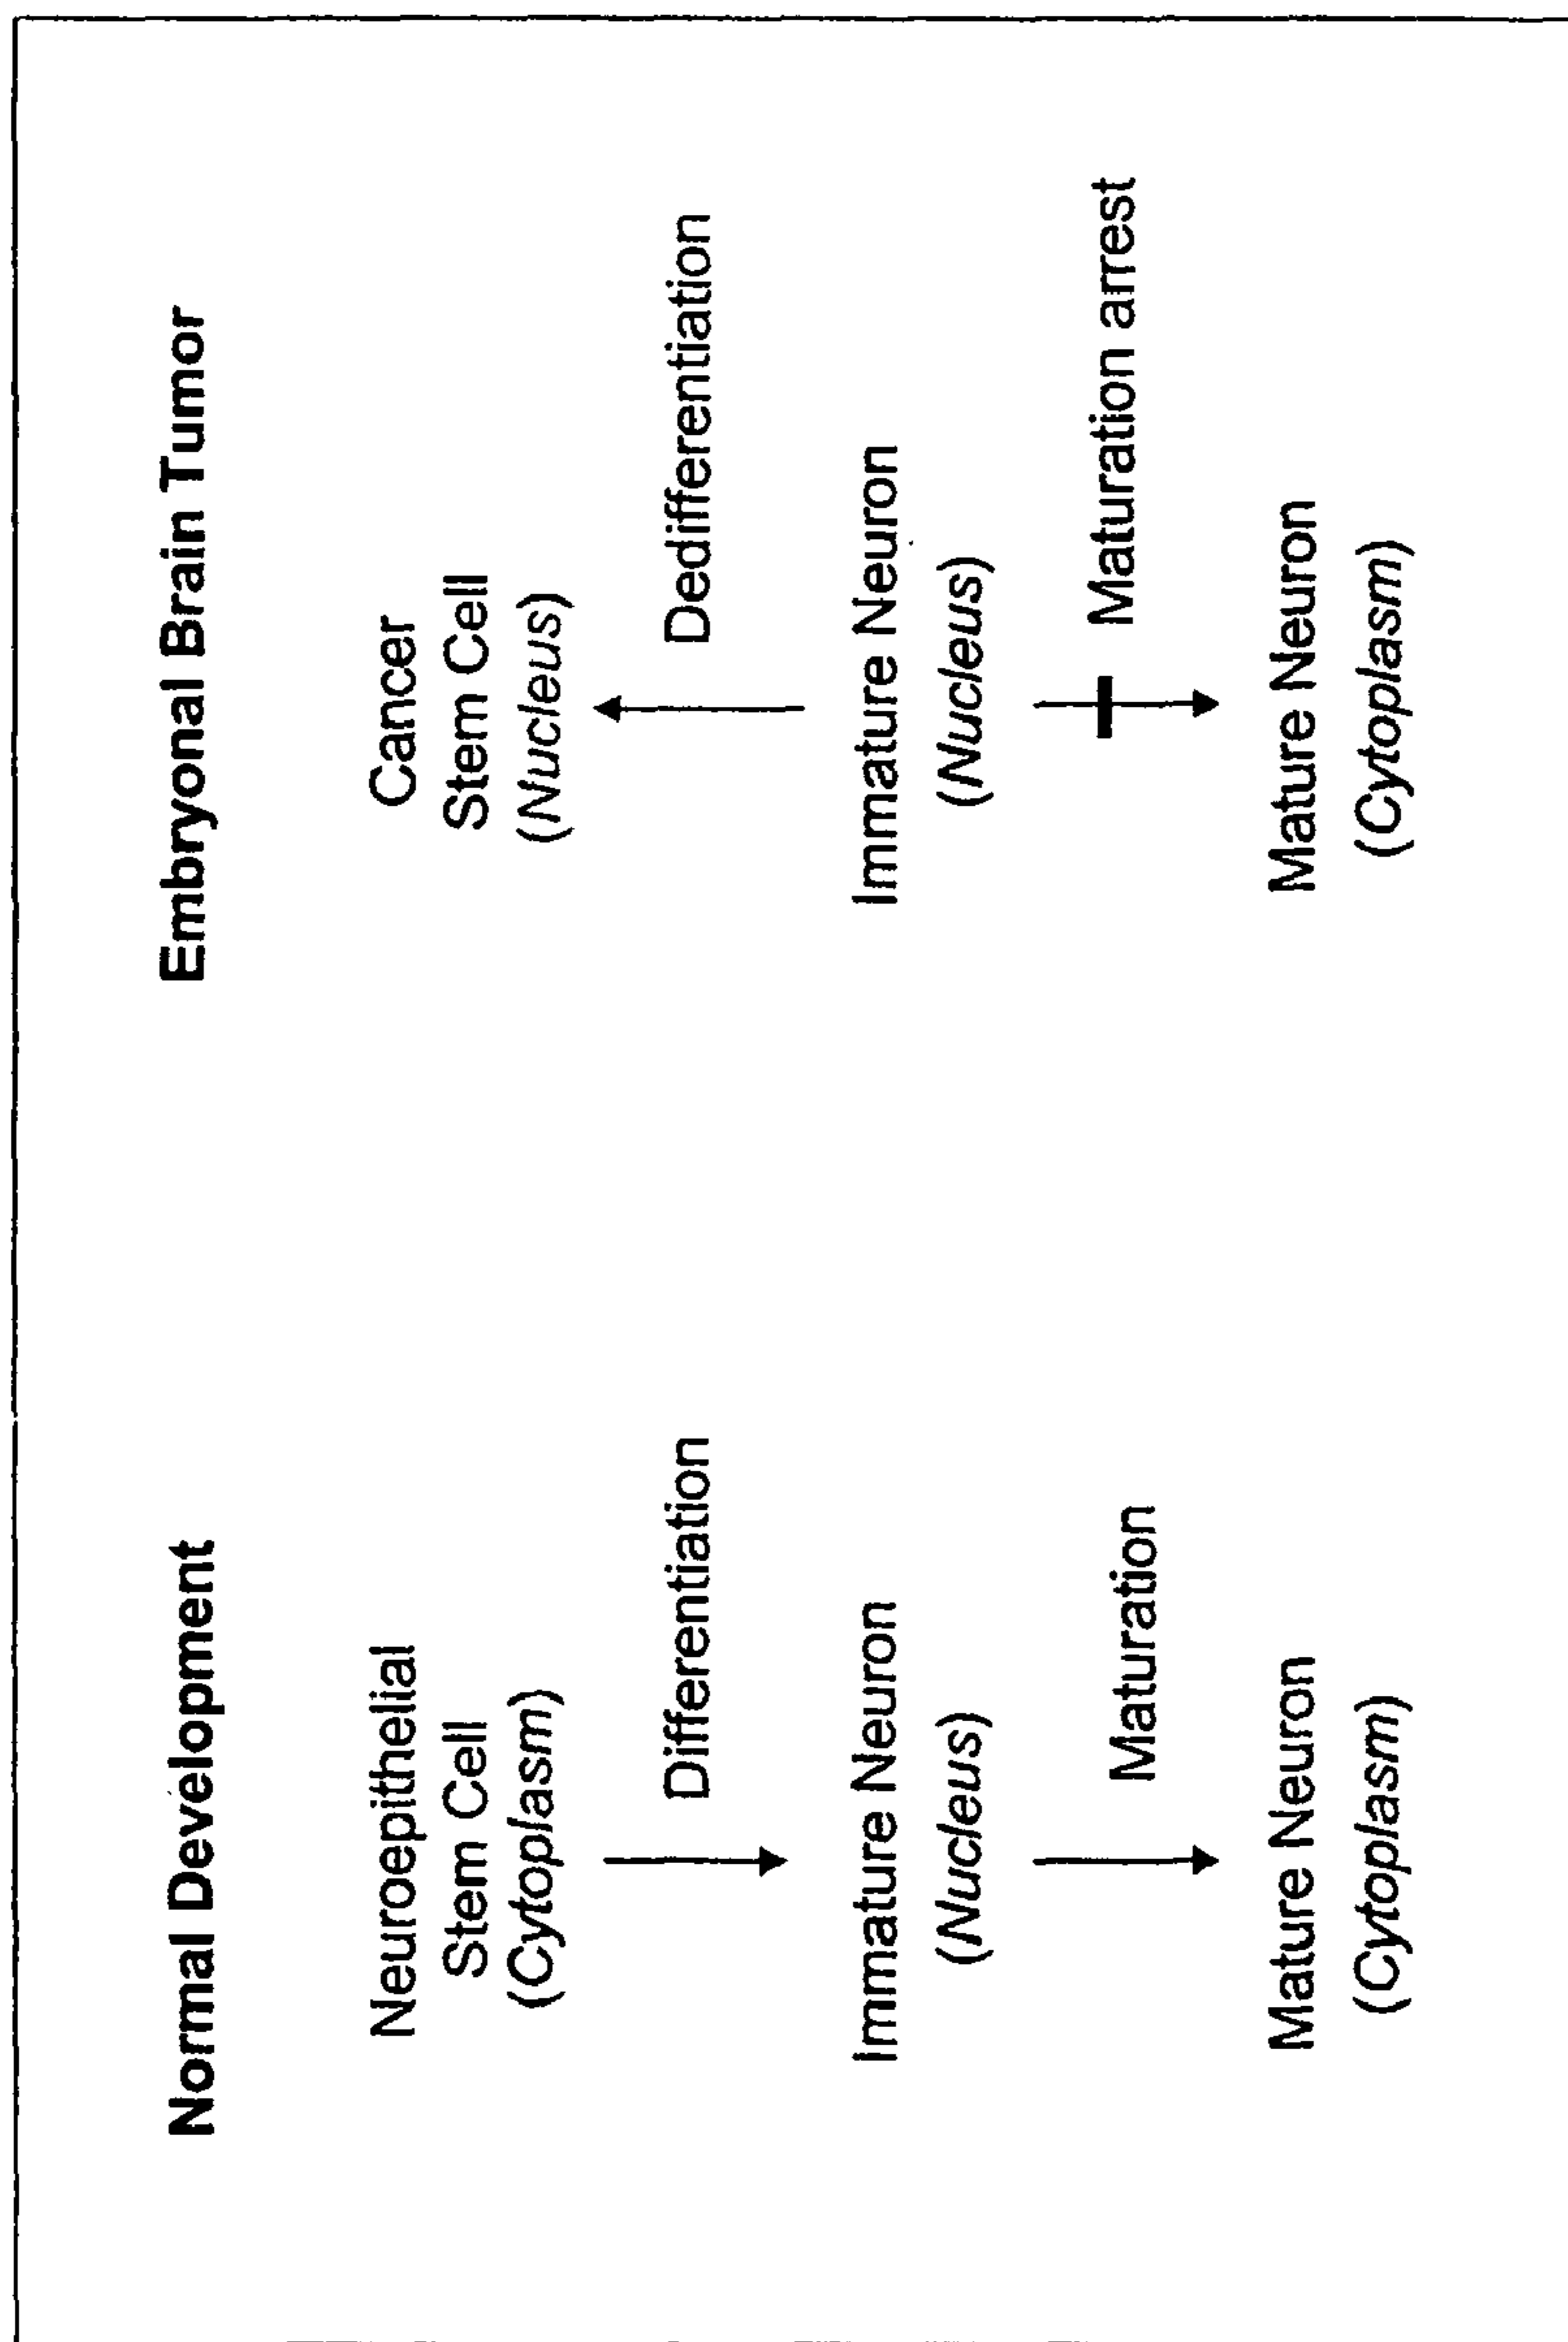 Normal Development
Neuroepithelial
Stem Cell
(Cytoplasm)
Differentiation
Immature Neuron
(Nucleus)
Maturation
Mature Neuron
(Cytoplasm)
Embryonal Brain Tumor
Cancer
Stem Cell
(Nucleus)
Dedifferentiation
Immature Neuron
(Nucleus)
Maturation arrest
Mature Neuron
(Cytoplasm)